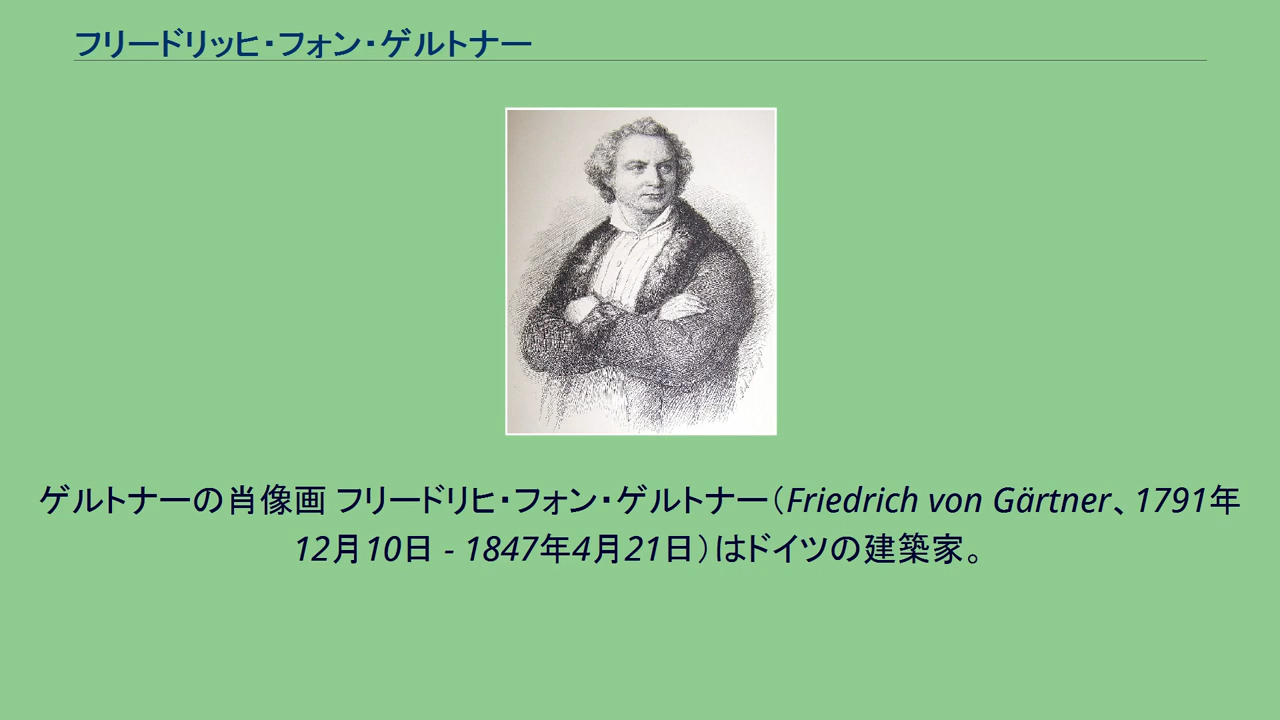 フリードリッヒ・フォン・ゲルトナー
ゲルトナーの肖像画 フリードリヒ・フォン・ゲルトナー（Friedrich von Gärtner、1791年
12月10日 - 1847年4月21日）はドイツの建築家。